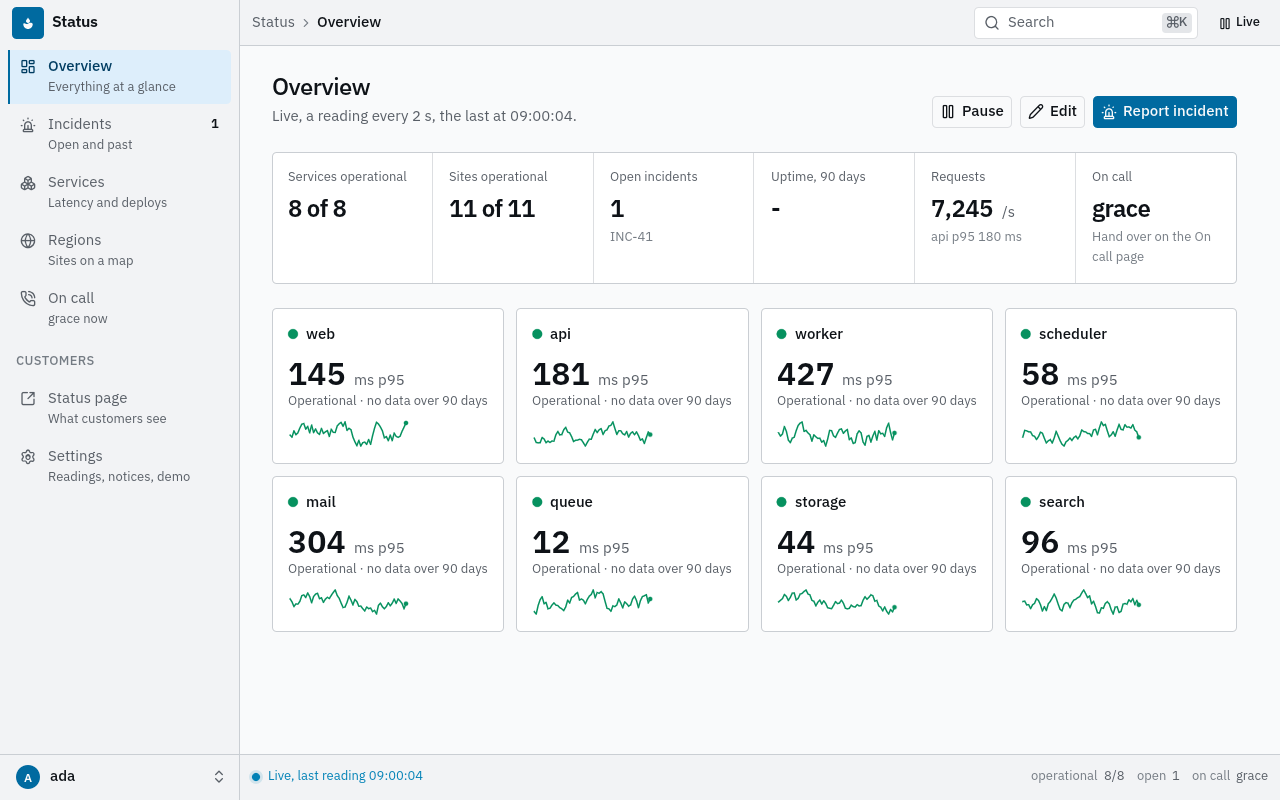 Status
Overview
Everything at a glance
Incidents 1
Open and past
Services
Latency and deploys
Regions
Sites on a map
On call
grace now
CUSTOMERS
Status page
What customers see
Settings
Readings, notices, demo
A ada
Status > Overview
Search ⌘K
Live
Overview
Live, a reading every 2 s, the last at 09:00:04.
Pause
Edit
Report incident
Services operational
8 of 8
Sites operational
11 of 11
Open incidents
1
INC-41
Uptime, 90 days
-
Requests
7,245 /s
api p95 180 ms
On call
grace
Hand over on the On
call page
web
145 ms p95
Operational · no data over 90 days
api
181 ms p95
Operational · no data over 90 days
worker
427 ms p95
Operational · no data over 90 days
scheduler
58 ms p95
Operational · no data over 90 days
mail
304 ms p95
Operational · no data over 90 days
queue
12 ms p95
Operational · no data over 90 days
storage
44 ms p95
Operational · no data over 90 days
search
96 ms p95
Operational · no data over 90 days
Live, last reading 09:00:04
operational 8/8 open 1 on call grace